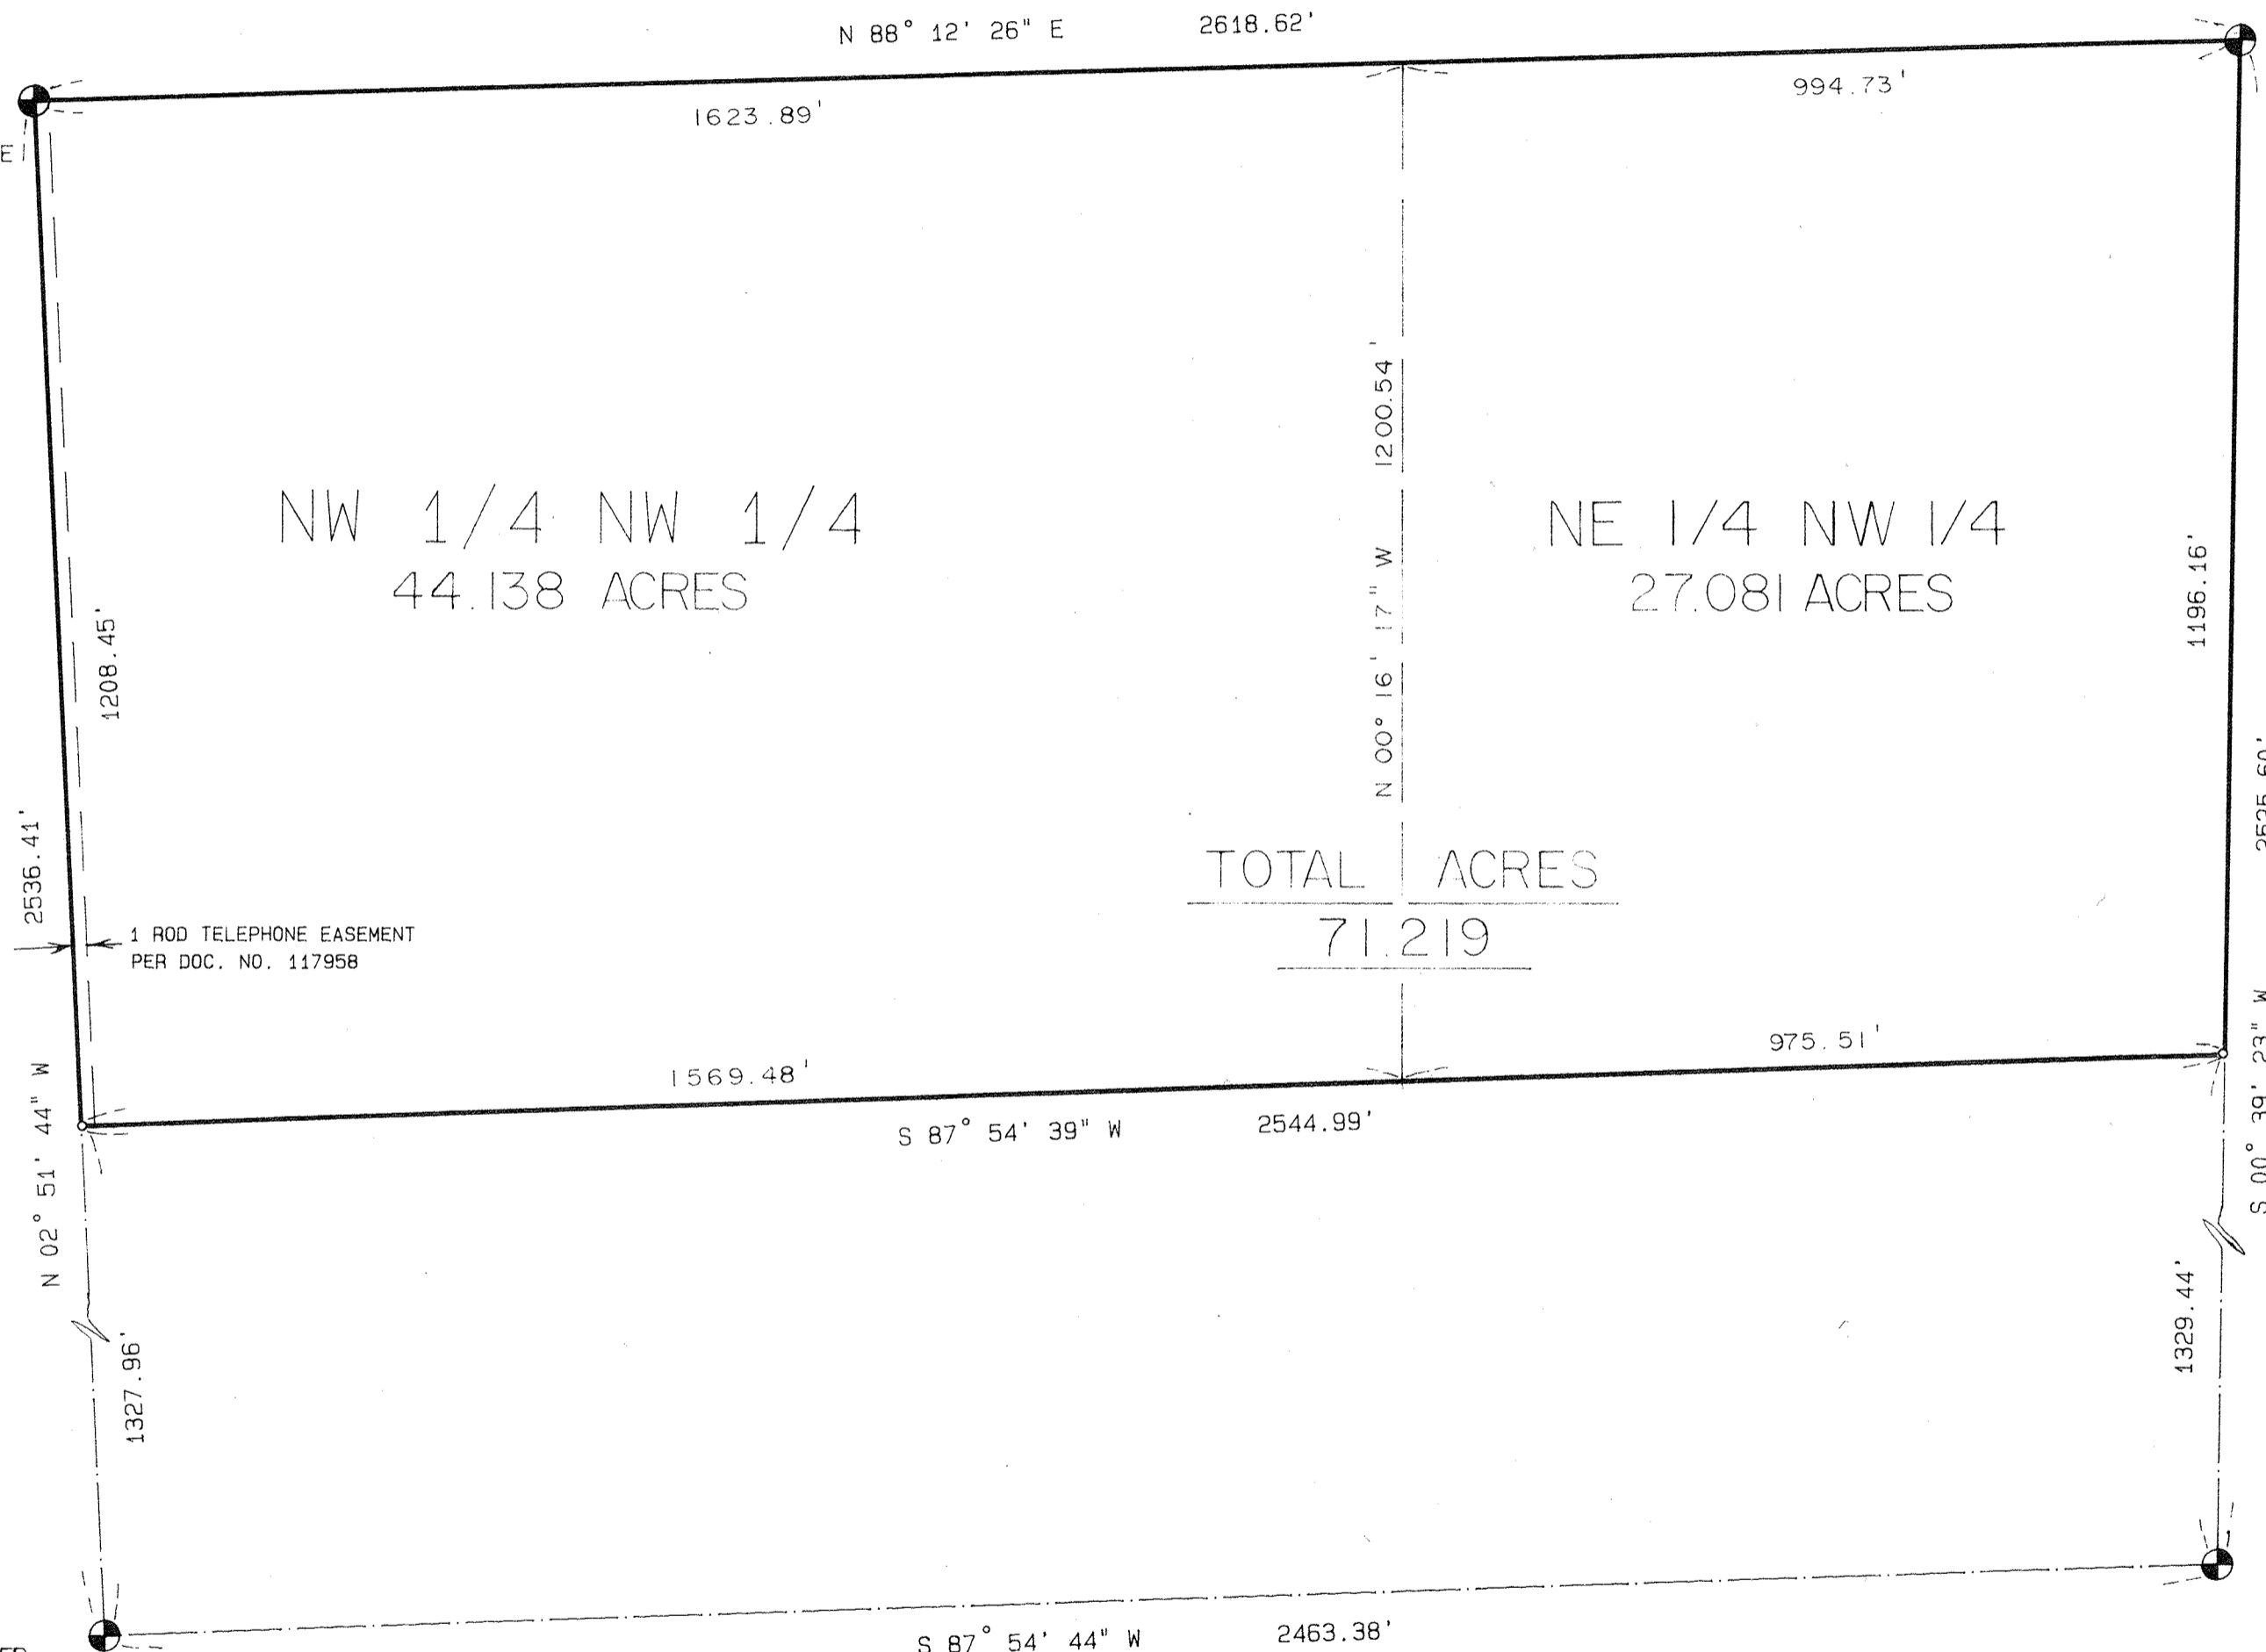 N 88° 12' 26" E 2618.62'
1623.89'
994.73'
E
1200.54'
N 00° 16' 17" W
NW 1/4 NW 1/4
44.138 ACRES
NE 1/4 NW 1/4
27.081 ACRES
1208.45'
1196.16'
2536.41'
N 02° 51' 44" W
TOTAL ACRES
71.219
1 ROD TELEPHONE EASEMENT
PER DOC. NO. 117958
975.51'
1569.48'
S 87° 54' 39" W 2544.99'
S 00° 39' 23" W
1327.96'
1329.44'
S 87° 54' 44" W 2463.38'